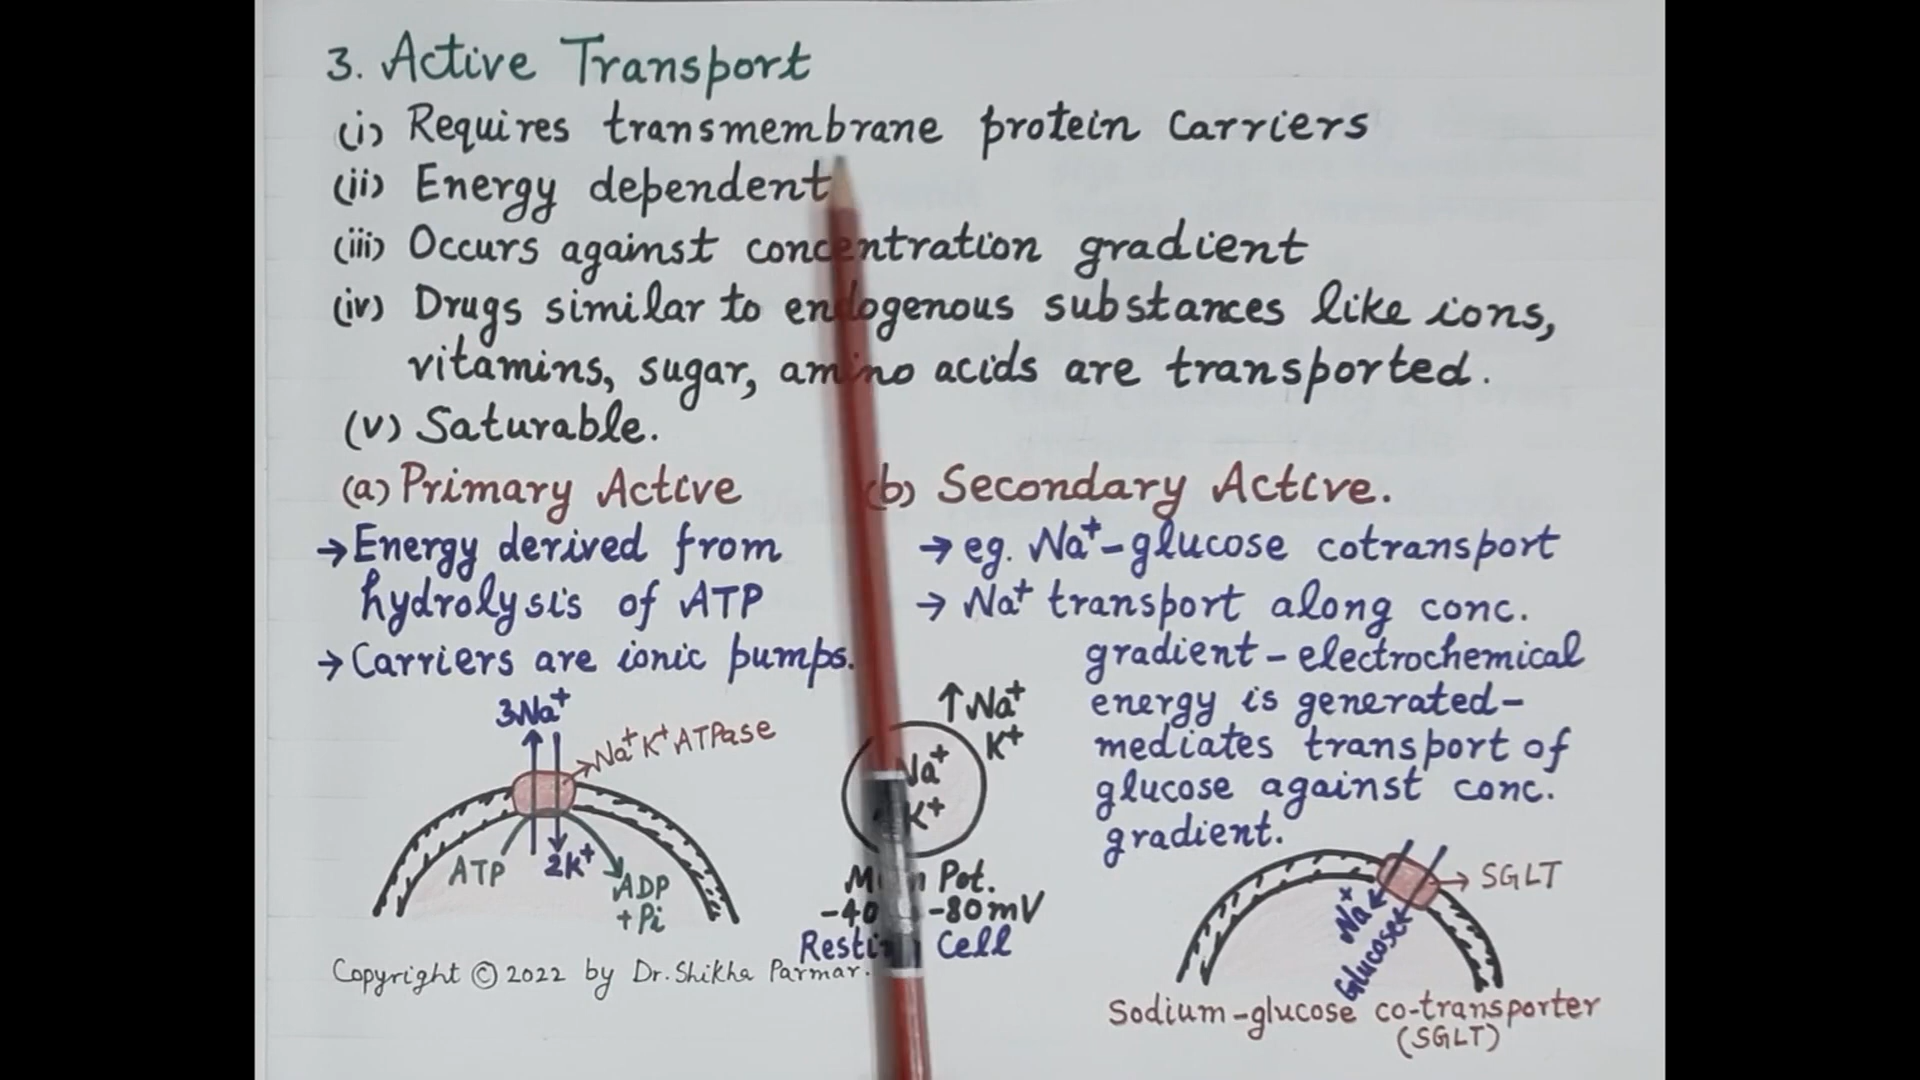 3. Active Transport
(i) Requires transmembrane protein carriers
(ii) Energy dependent
(iii) Occurs against concentration gradient
(iv) Drugs similar to endogenous substances like ions,
vitamins, sugar, amino acids are transported.
(v) Saturable.
(a) Primary Active
→ Energy derived from
hydrolysis of ATP
→ Carriers are ionic pumps.
3Na+
Na+K+ATPase
ATP
2K+
ADP
+ Pi
↑Na+
K+
Na+
K+
Pot.
-40 -80mV
Cell
(b) Secondary Active.
→ eg. Na+-glucose cotransport
→ Na+ transport along conc.
gradient - electrochemical
energy is generated-
mediates transport of
glucose against conc.
gradient.
SGLT
Na+
Glucose
Sodium-glucose co-transporter
(SGLT)
Copyright © 2022 by Dr. Shikha Parmar.